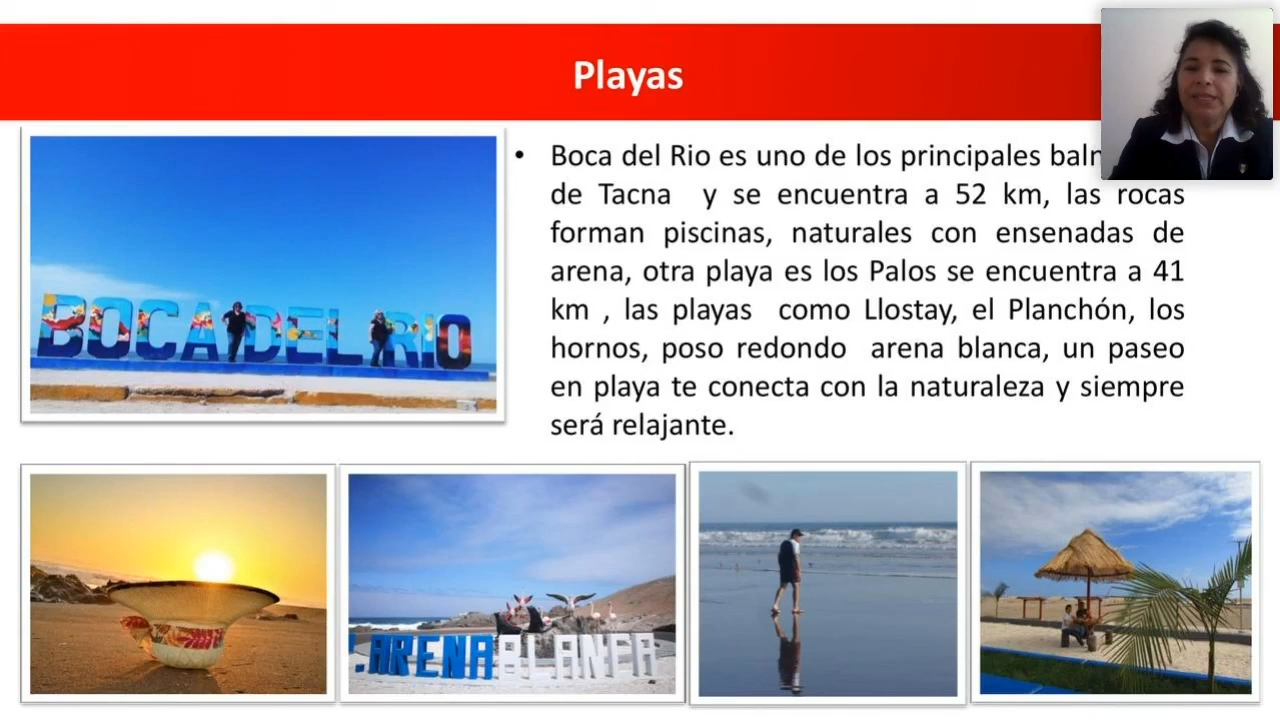 Playas
BOCA DEL RIO
• Boca del Rio es uno de los principales
de Tacna y se encuentra a 52 km, las rocas
forman piscinas, naturales con ensenadas de
arena, otra playa es los Palos se encuentra a 41
km , las playas como Llostay, el Planchón, los
hornos, poso redondo arena blanca, un paseo
en playa te conecta con la naturaleza y siempre
será relajante.
ARENA BLANCA